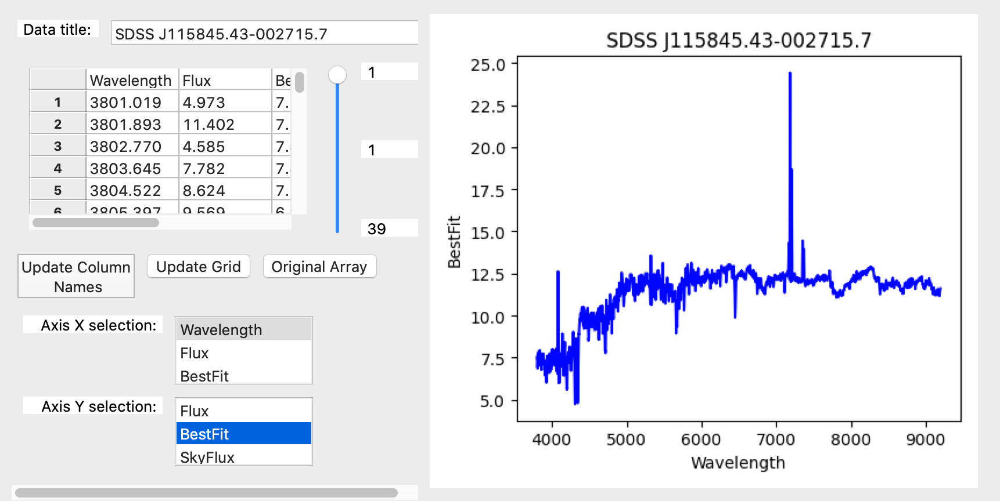 Data title:
SDSS J115845.43-002715.7
Wavelength Flux Be
1 3801.019 4.973 7.
2 3801.893 11.402 7.
3 3802.770 4.585 7.
4 3803.645 7.782 7.
5 3804.522 8.624 7.
6 3805.397 9.569 6
1
1
39
Update Column
Names
Update Grid
Original Array
Axis X selection:
Wavelength
Flux
BestFit
Axis Y selection:
Flux
BestFit
SkyFlux
SDSS J115845.43-002715.7
25.0
22.5
20.0
17.5
15.0
12.5
10.0
7.5
5.0
BestFit
4000 5000 6000 7000 8000 9000
Wavelength